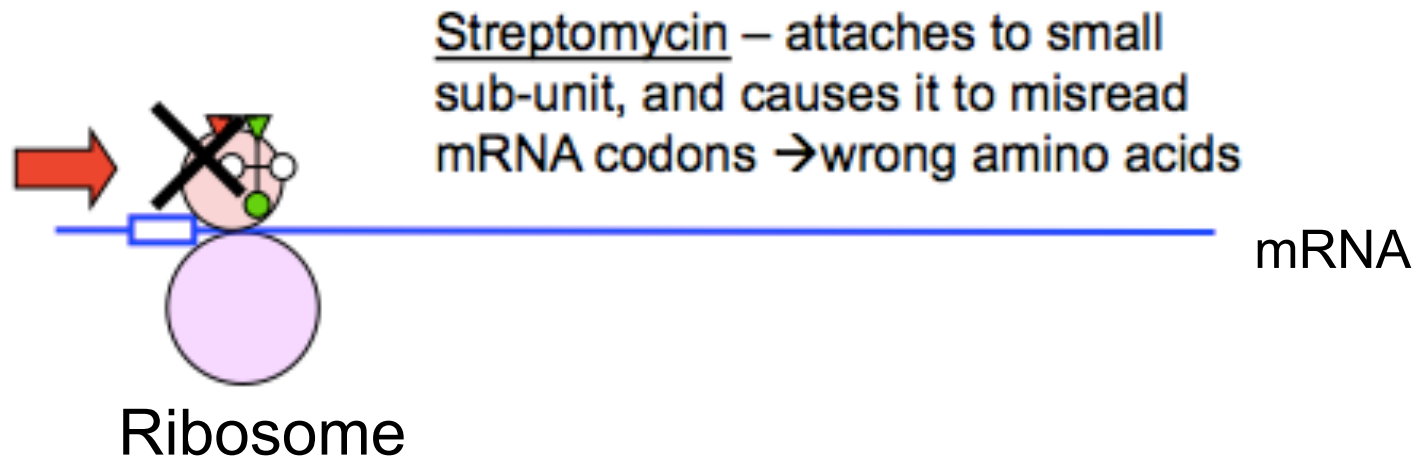 Streptomycin – attaches to small
sub-unit, and causes it to misread
mRNA codons →wrong amino acids
mRNA
Ribosome